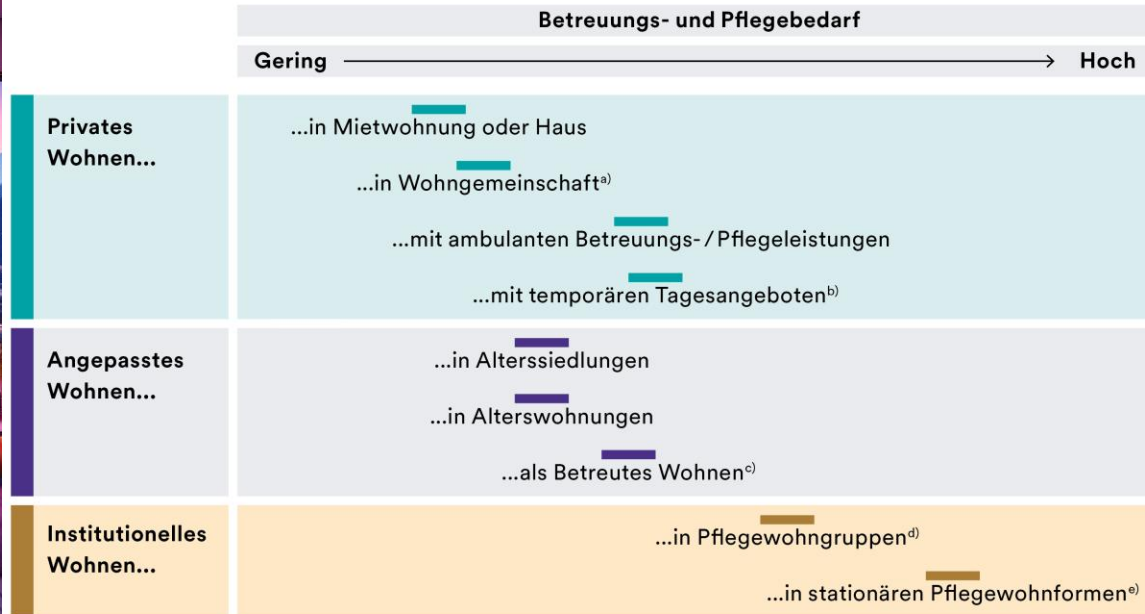 Betreuungs- und Pflegebedarf
Gering Hoch
Privates
Wohnen...
...in Mietwohnung oder Haus
...in Wohngemeinschaft a)
...mit ambulanten Betreuungs- / Pflegeleistungen
...mit temporären Tagesangeboten b)
Angepasstes
Wohnen...
...in Alterssiedlungen
...in Alterswohnungen
...als Betreutes Wohnen c)
Institutionelles
Wohnen...
...in Pflegewohngruppen d)
...in stationären Pflegewohnformen e)